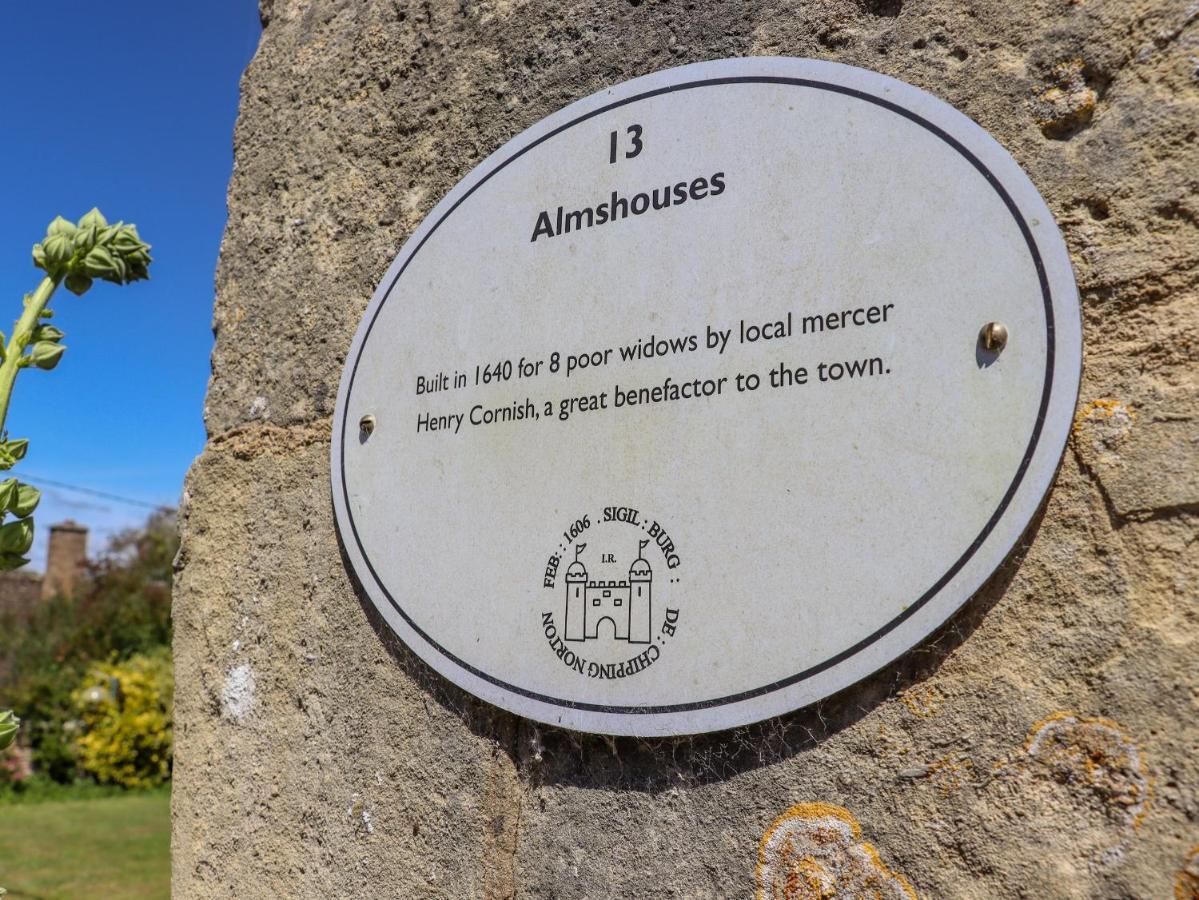 13
Almshouses
Built in 1640 for 8 poor widows by local mercer
Henry Cornish, a great benefactor to the town.
FEB: : 1606 . SIGIL : BURG : DE : CHIPPING NORTON
I.R.